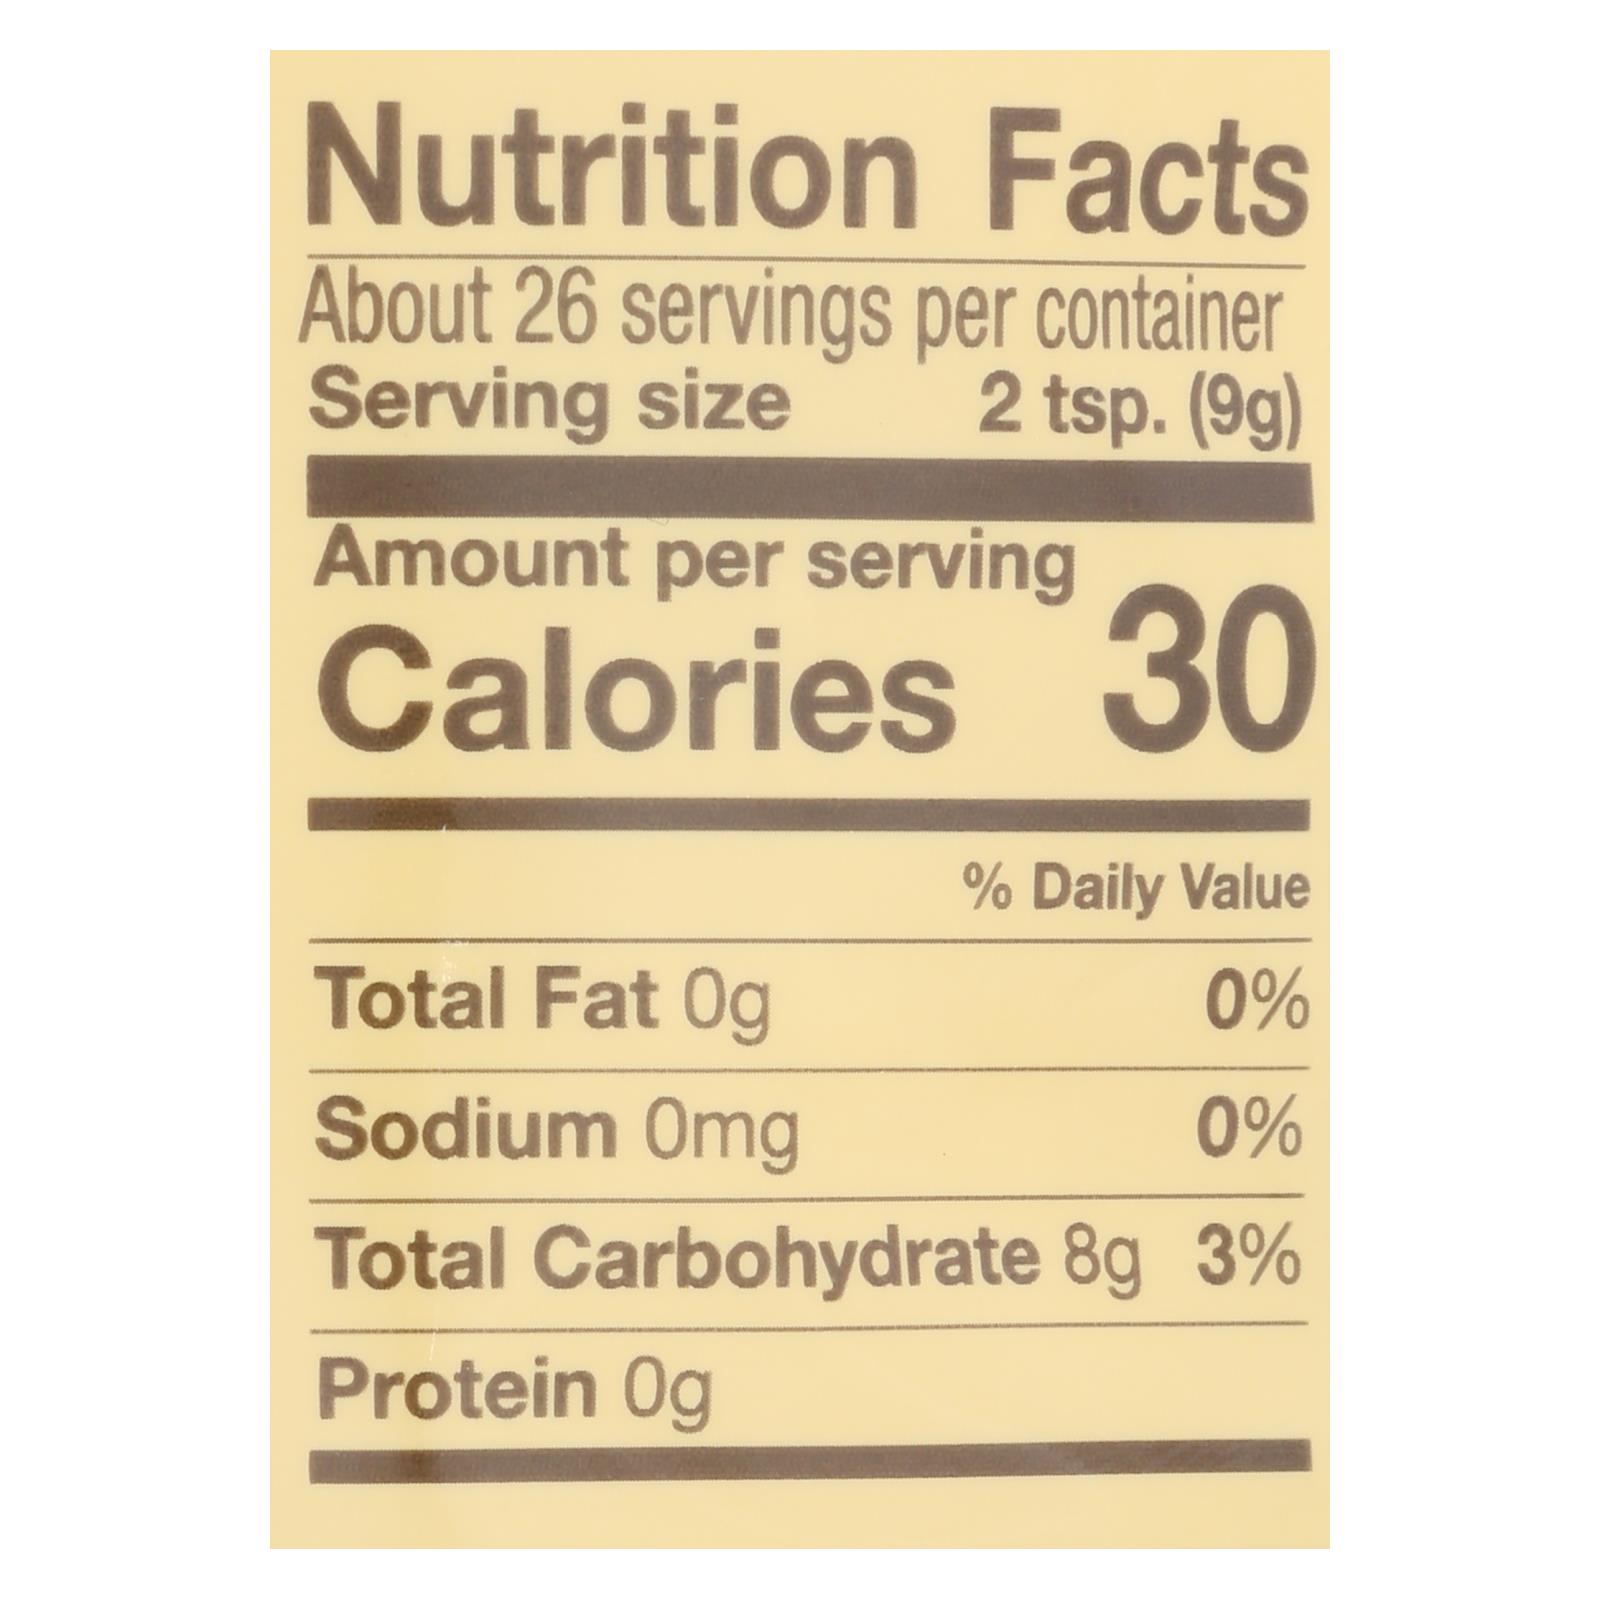 Nutrition Facts
About 26 servings per container
Serving size 2 tsp. (9g)
Amount per serving
Calories 30
% Daily Value
Total Fat 0g 0%
Sodium 0mg 0%
Total Carbohydrate 8g 3%
Protein 0g